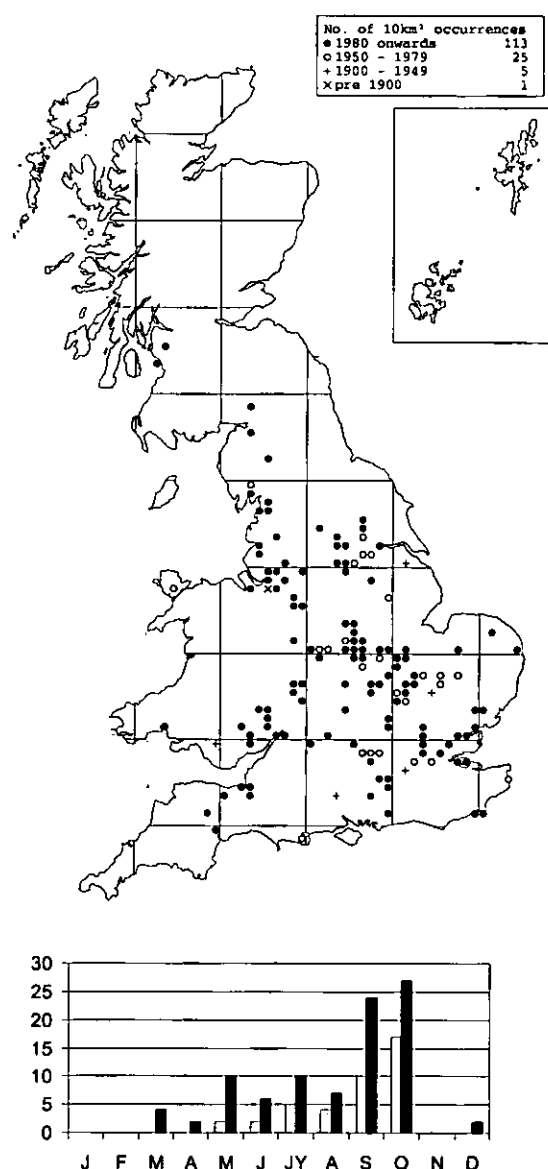 No. of 10km² occurrences
● 1980 onwards 113
○ 1950 - 1979 25
+ 1900 - 1949 5
× pre 1900 1
30
25
20
15
10
5
0
J F M A M J JY A S O N D